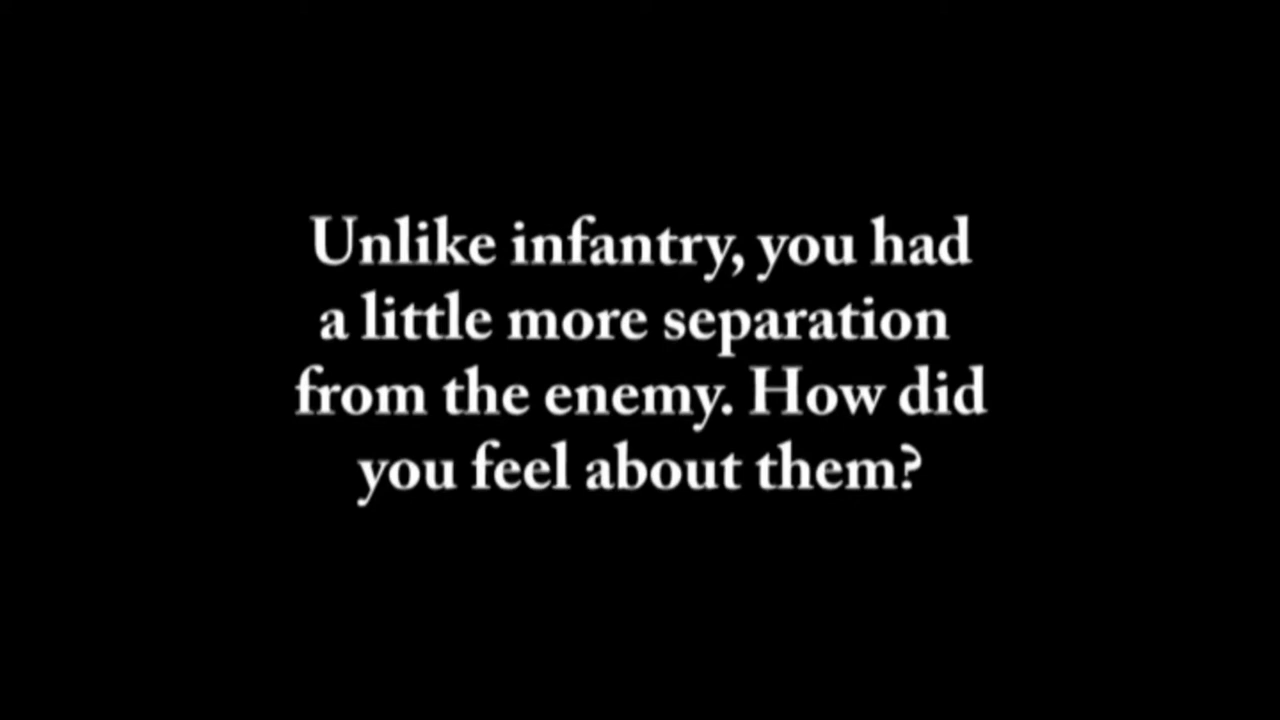 Unlike infantry, you had
a little more separation
from the enemy. How did
you feel about them?